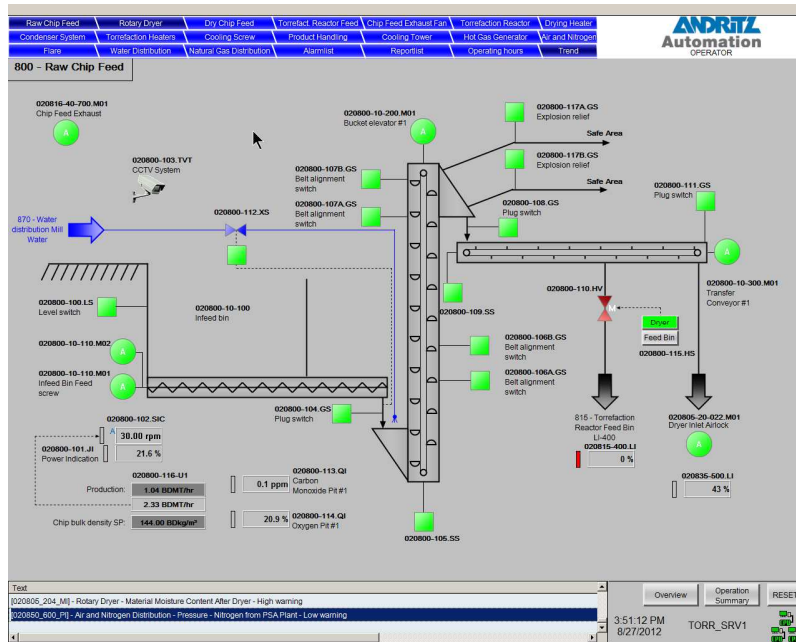 Raw Chip Feed
Rotary Dryer
Dry Chip Feed
Torrefact. Reactor Feed
Chip Feed Exhaust Fan
Torrefaction Reactor
Drying Heater
Condenser System
Torrefaction Heaters
Cooling Screw
Product Handling
Cooling Tower
Hot Gas Generator
Air and Nitrogen
Flare
Water Distribution
Natural Gas Distribution
Alarmlist
Reportlist
Operating hours
Trend
ANDRITZ
Automation
OPERATOR
800 - Raw Chip Feed
020816-40-700.M01
Chip Feed Exhaust
A
020800-10-200.M01
Bucket elevator #1
A
020800-117A.GS
Explosion relief
Safe Area
020800-117B.GS
Explosion relief
Safe Area
020800-103.TVT
CCTV System
020800-107B.GS
Belt alignment
switch
020800-107A.GS
Belt alignment
switch
020800-108.GS
Plug switch
020800-111.GS
Plug switch
870 - Water
distribution Mill
Water
020800-112.XS
A
020800-10-300.M01
Transfer
Conveyor #1
020800-100.LS
Level switch
020800-10-100
Infeed bin
020800-109.SS
020800-110.HV
M
Dryer
Feed Bin
020800-115.HS
020800-10-110.M02
A
020800-10-110.M01
Infeed Bin Feed
screw
A
020800-106B.GS
Belt alignment
switch
020800-106A.GS
Belt alignment
switch
020800-104.GS
Plug switch
020800-102.SIC
A
30.00 rpm
020800-101.JI
Power Indication
21.6 %
815 - Torrefaction
Reactor Feed Bin
LI-400
020815-400.LI
0 %
020805-20-022.M01
Dryer Inlet Airlock
A
020835-500.LI
43 %
020800-116-U1
Production:
1.04 BDMT/hr
2.33 BDMT/hr
Chip bulk density SP:
144.00 BDkg/m³
020800-113.QI
0.1 ppm
Carbon
Monoxide Pit #1
020800-114.QI
20.9 %
Oxygen Pit #1
020800-105.SS
Text
[020805_204_MI] - Rotary Dryer - Material Moisture Content After Dryer - High warning
[020850_600_PI] - Air and Nitrogen Distribution - Pressure - Nitrogen from PSA Plant - Low warning
Overview
Operation
Summary
RESET
3:51:12 PM
8/27/2012
TORR_SRV1